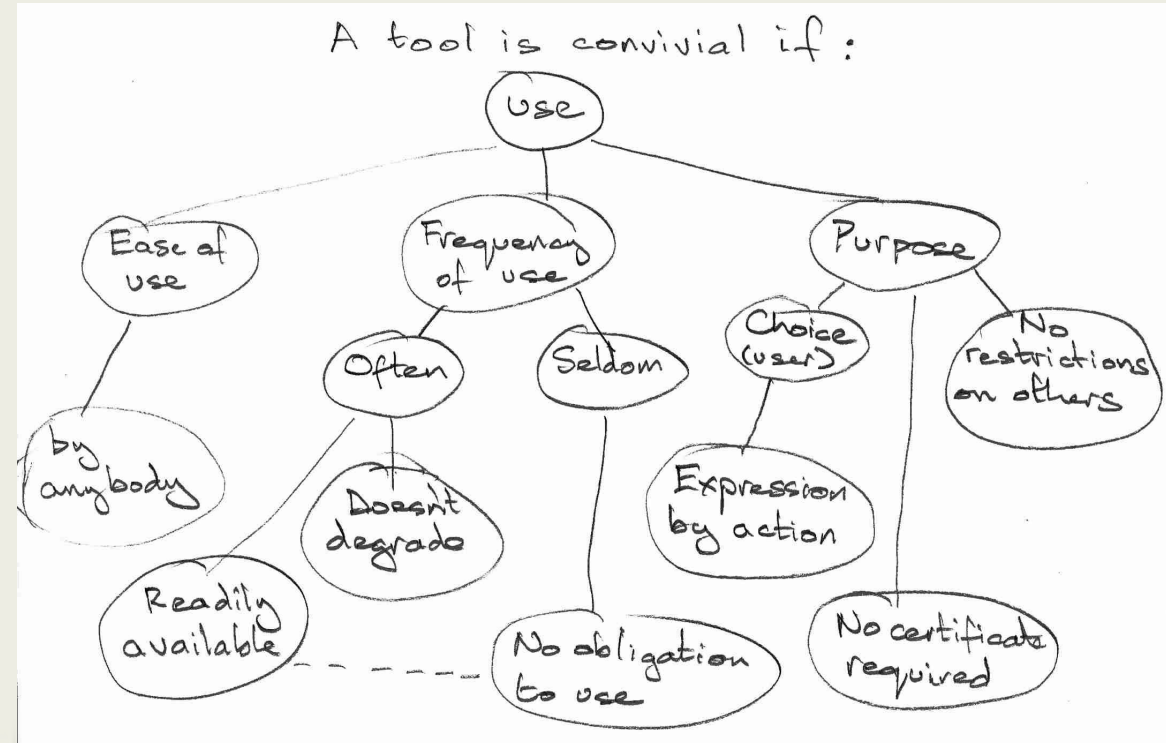 A tool is convivial if:
use
Ease of
use
Frequency
of use
Purpose
Often
Seldom
Choice
(user)
No
restrictions
on others
by
anybody
Doesn't
degrade
Expression
by action
Readily
available
No obligation
to use
No certificate
required